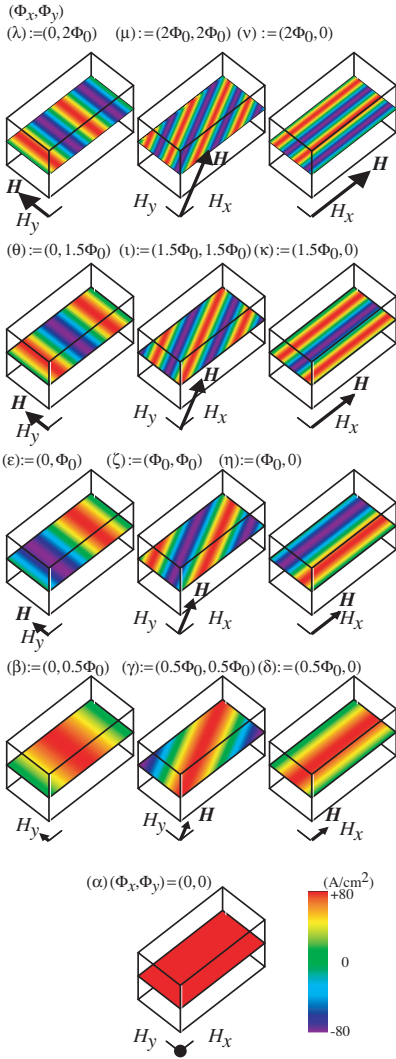 (Φx,Φy)
(λ):=(0,2Φ0) (μ):=(2Φ0,2Φ0) (ν):=(2Φ0,0)
H H H
Hy Hy Hx Hx
(θ):=(0,1.5Φ0) (ι):=(1.5Φ0,1.5Φ0) (κ):=(1.5Φ0,0)
H H H
Hy Hy Hx Hx
(ε):=(0,Φ0) (ζ):=(Φ0,Φ0) (η):=(Φ0,0)
H H H
Hy Hy Hx Hx
(β):=(0,0.5Φ0) (γ):=(0.5Φ0,0.5Φ0) (δ):=(0.5Φ0,0)
Hy Hy H H Hx
(α)(Φx,Φy)=(0,0) (A/cm2)
+80
0
-80
Hy Hx